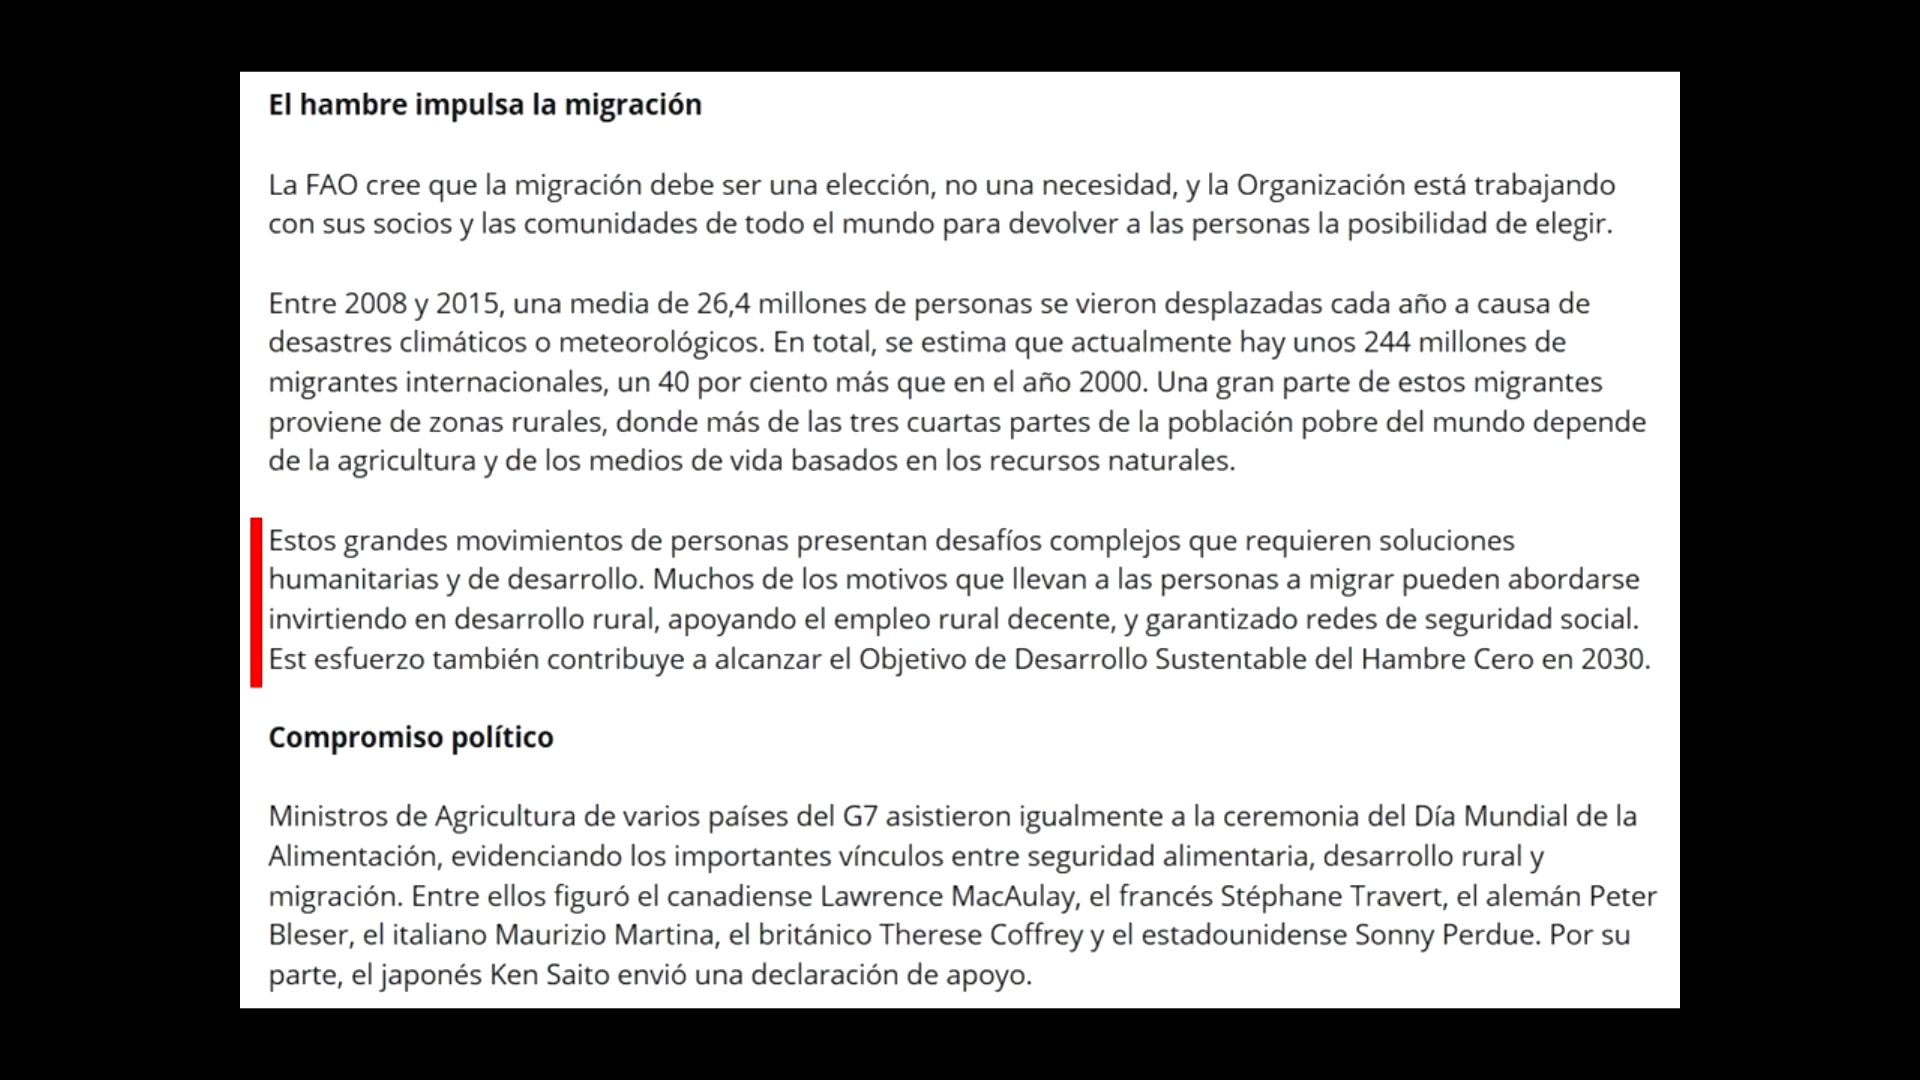 El hambre impulsa la migración
La FAO cree que la migración debe ser una elección, no una necesidad, y la Organización está trabajando
con sus socios y las comunidades de todo el mundo para devolver a las personas la posibilidad de elegir.
Entre 2008 y 2015, una media de 26,4 millones de personas se vieron desplazadas cada año a causa de
desastres climáticos o meteorológicos. En total, se estima que actualmente hay unos 244 millones de
migrantes internacionales, un 40 por ciento más que en el año 2000. Una gran parte de estos migrantes
proviene de zonas rurales, donde más de las tres cuartas partes de la población pobre del mundo depende
de la agricultura y de los medios de vida basados en los recursos naturales.
Estos grandes movimientos de personas presentan desafíos complejos que requieren soluciones
humanitarias y de desarrollo. Muchos de los motivos que llevan a las personas a migrar pueden abordarse
invirtiendo en desarrollo rural, apoyando el empleo rural decente, y garantizado redes de seguridad social.
Est esfuerzo también contribuye a alcanzar el Objetivo de Desarrollo Sustentable del Hambre Cero en 2030.
Compromiso político
Ministros de Agricultura de varios países del G7 asistieron igualmente a la ceremonia del Día Mundial de la
Alimentación, evidenciando los importantes vínculos entre seguridad alimentaria, desarrollo rural y
migración. Entre ellos figuró el canadiense Lawrence MacAulay, el francés Stéphane Travert, el alemán Peter
Bleser, el italiano Maurizio Martina, el británico Therese Coffrey y el estadounidense Sonny Perdue. Por su
parte, el japonés Ken Saito envió una declaración de apoyo.